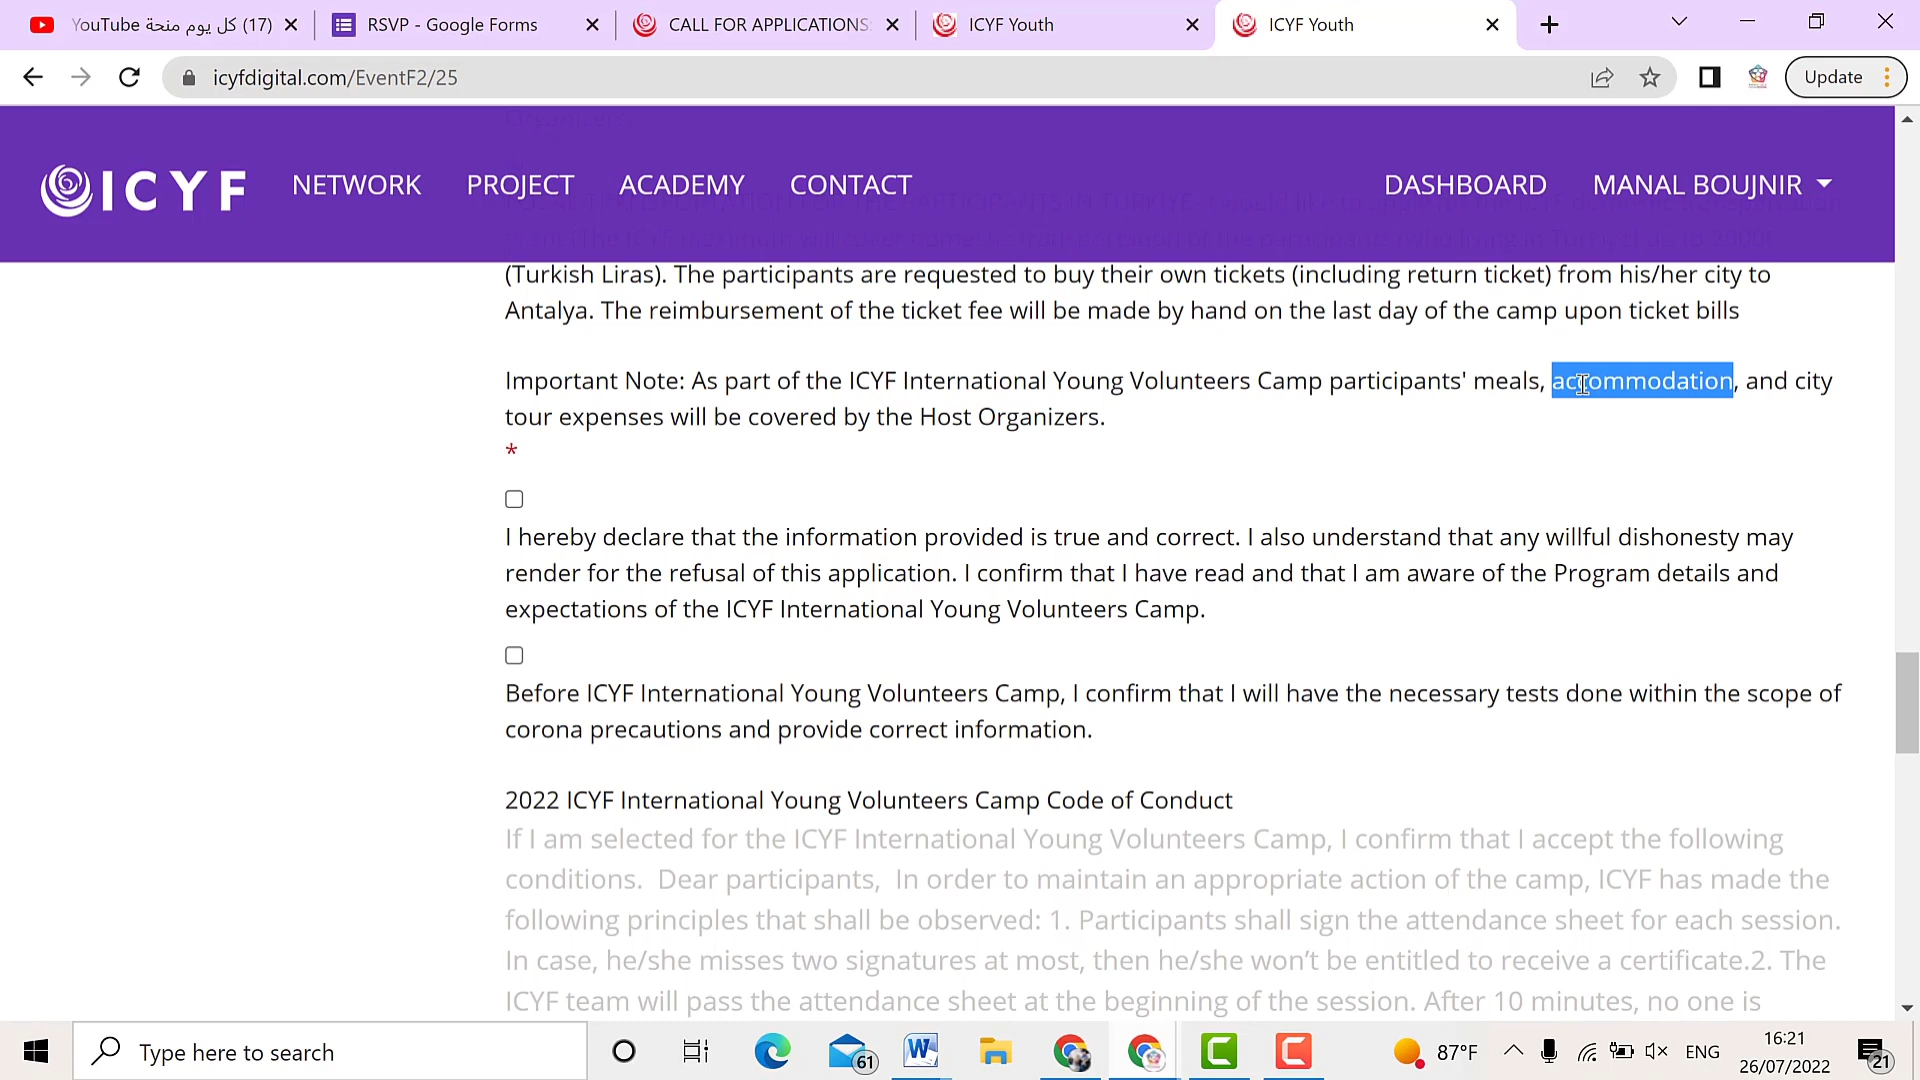 (17) كل يوم منحة YouTube
RSVP - Google Forms
CALL FOR APPLICATIONS:
ICYF Youth
ICYF Youth
icyfdigital.com/EventF2/25
Update
ICYF
NETWORK
PROJECT
ACADEMY
CONTACT
DASHBOARD
MANAL BOUJNIR
(Turkish Liras). The participants are requested to buy their own tickets (including return ticket) from his/her city to
Antalya. The reimbursement of the ticket fee will be made by hand on the last day of the camp upon ticket bills
Important Note: As part of the ICYF International Young Volunteers Camp participants' meals, accommodation, and city
tour expenses will be covered by the Host Organizers.
*
I hereby declare that the information provided is true and correct. I also understand that any willful dishonesty may
render for the refusal of this application. I confirm that I have read and that I am aware of the Program details and
expectations of the ICYF International Young Volunteers Camp.
Before ICYF International Young Volunteers Camp, I confirm that I will have the necessary tests done within the scope of
corona precautions and provide correct information.
2022 ICYF International Young Volunteers Camp Code of Conduct
If I am selected for the ICYF International Young Volunteers Camp, I confirm that I accept the following
conditions. Dear participants, In order to maintain an appropriate action of the camp, ICYF has made the
following principles that shall be observed: 1. Participants shall sign the attendance sheet for each session.
In case, he/she misses two signatures at most, then he/she won't be entitled to receive a certificate.2. The
ICYF team will pass the attendance sheet at the beginning of the session. After 10 minutes, no one is
Type here to search
61
87°F
ENG
16:21
26/07/2022
21